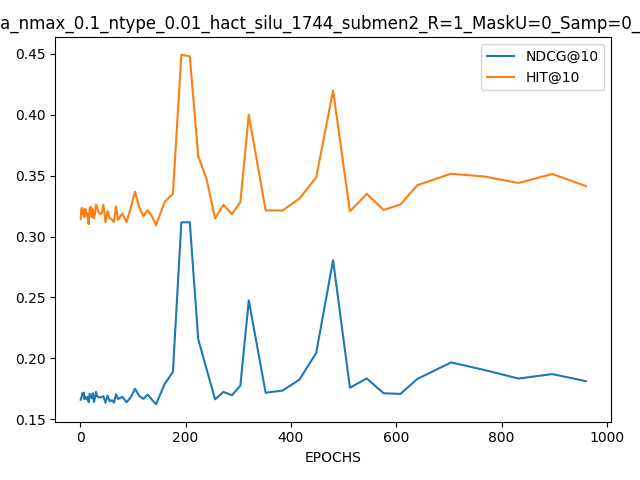 a_nmax_0.1_ntype_0.01_hact_silu_1744_submen2_R=1_MaskU=0_Samp=0_
NDCG@10
HIT@10
0.45
0.40
0.35
0.30
0.25
0.20
0.15
0 200 400 600 800 1000
EPOCHS